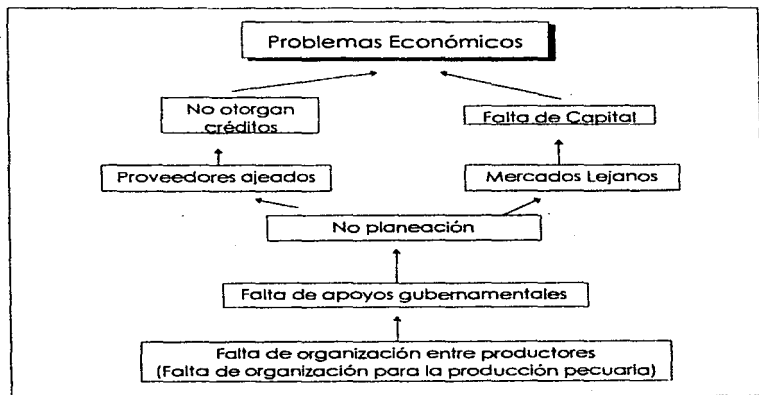 Problemas Económicos
No otorgan
créditos
Falta de Capital
Proveedores ajeados
Mercados Lejanos
No planeación
Falta de apoyos gubernamentales
Falta de organización entre productores
(Falta de organización para la producción pecuaria)